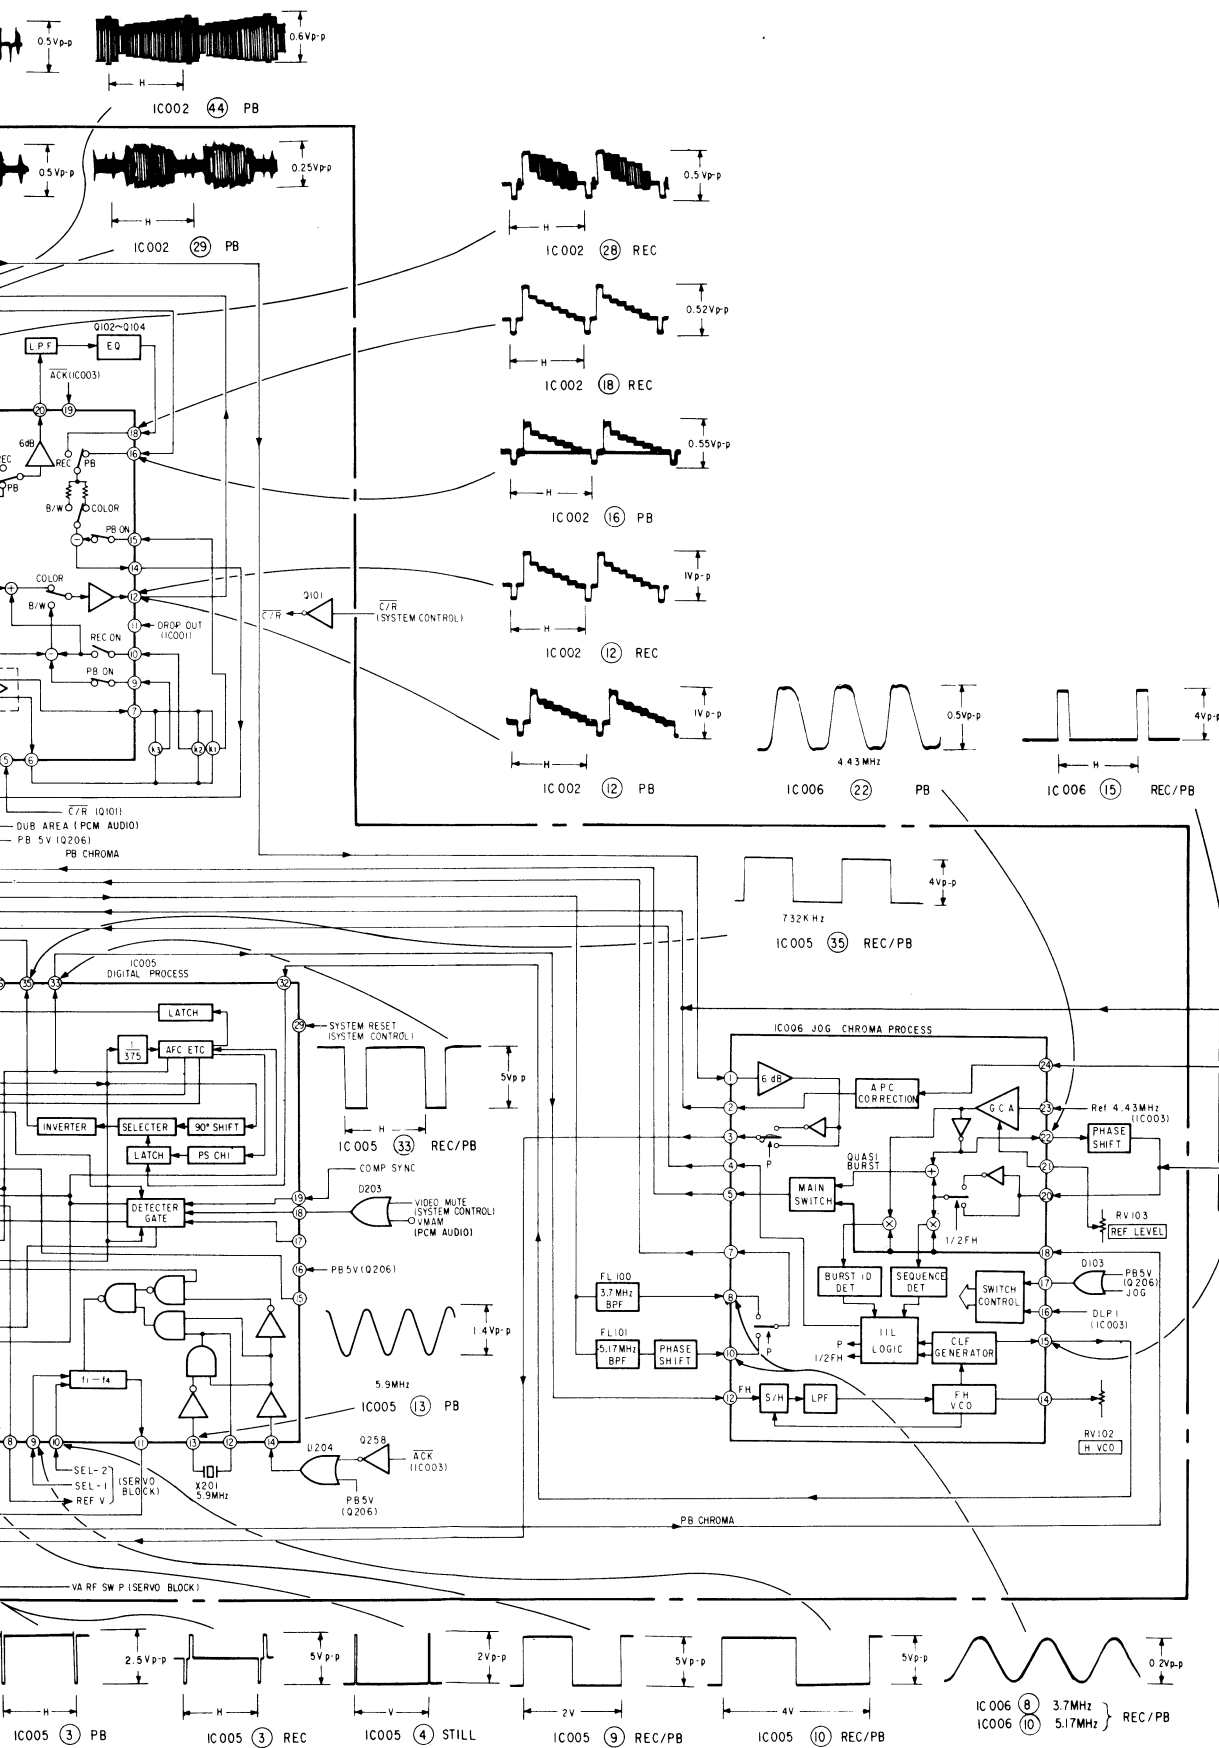 0.5Vp-p
0.6Vp-p
H
IC002 44 PB
0.5Vp-p
0.25Vp-p
H
IC002 29 PB
0.5Vp-p
H
IC002 28 REC
0.52Vp-p
H
IC002 18 REC
0.55Vp-p
H
IC002 16 PB
1Vp-p
H
IC002 12 REC
1Vp-p
H
IC002 12 PB
0.5Vp-p
4.43MHz
IC006 22 PB
4Vp-p
H
IC006 15 REC/PB
Q102~Q104
L.P.F
EQ
ACK(IC003)
20
19
18
6dB
REC
PB
16
REC
PB
B/W
COLOR
PB ON
15
14
COLOR
B/W
12
11
DROP OUT
(IC001)
REC ON
10
PB ON
9
7
K3
K2
K1
5
6
Q101
C/R
C/R
(SYSTEM CONTROL)
C/R (Q101)
DUB AREA (PCM AUDIO)
PB 5V (Q206)
PB CHROMA
4Vp-p
732KHz
IC005 35 REC/PB
35
33
IC005
DIGITAL PROCESS
32
LATCH
29
SYSTEM RESET
(SYSTEM CONTROL)
1
375
AFC ETC
INVERTER
SELECTER
90° SHIFT
LATCH
PS CHI
DETECTER
GATE
5Vp-p
H
IC005 33 REC/PB
COMP SYNC
19
D203
18
VIDEO MUTE
(SYSTEM CONTROL)
VMAM
(PCM AUDIO)
17
16
PB5V(Q206)
15
1.4Vp-p
5.9MHz
IC005 13 PB
f1-f4
8
9
10
11
13
12
14
D204
Q258
ACK
(IC003)
PB5V
(Q206)
SEL-2
SEL-1
REF V
(SERVO
BLOCK)
X201
5.9MHz
IC006 JOG CHROMA PROCESS
1
6dB
APC
CORRECTION
24
2
GCA
23
Ref 4.43MHz
(IC003)
3
P
22
PHASE
SHIFT
4
QUASI
BURST
21
5
MAIN
SWITCH
20
1/2FH
RV103
REF LEVEL
7
18
BURST ID
DET
SEQUENCE
DET
SWITCH
CONTROL
17
D103
PB5V
(Q206)
JOG
16
DLP1
(IC003)
FL100
3.7MHz
BPF
8
P
P
1/2FH
IIL
LOGIC
CLF
GENERATOR
15
FL101
5.17MHz
BPF
PHASE
SHIFT
10
12
FH
S/H
LPF
FH
VCO
14
RV102
H VCO
PB CHROMA
VA RF SW P (SERVO BLOCK)
2.5Vp-p
H
IC005 3 PB
5Vp-p
H
IC005 3 REC
2Vp-p
V
IC005 4 STILL
5Vp-p
2V
IC005 9 REC/PB
5Vp-p
4V
IC005 10 REC/PB
0.2Vp-p
IC006 8 3.7MHz
IC006 10 5.17MHz
REC/PB